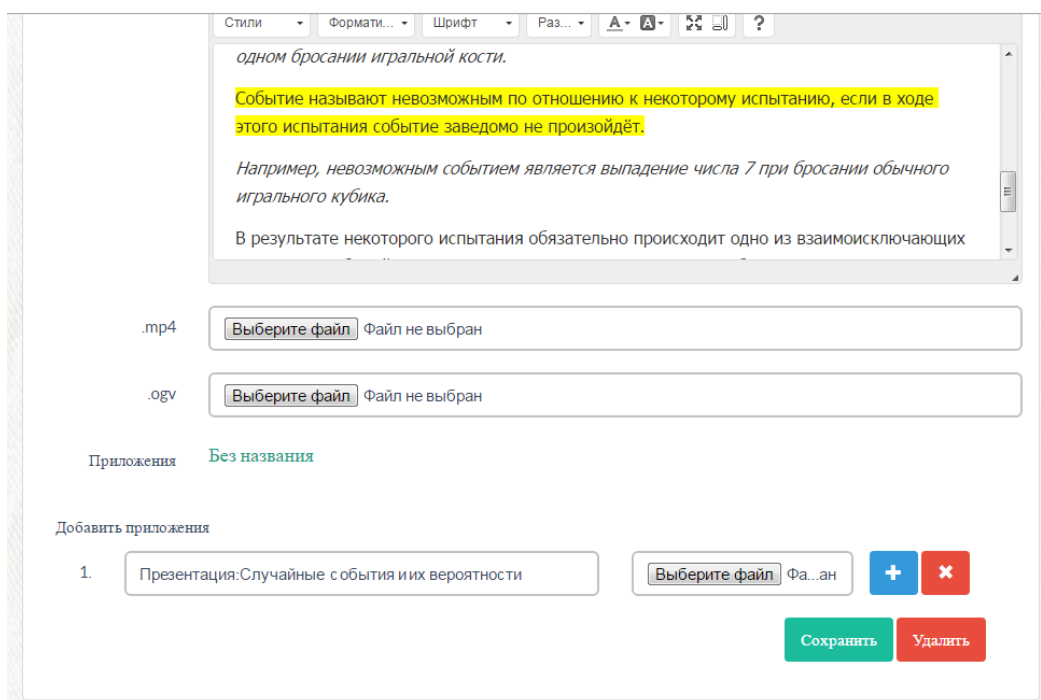 Стили Формати... Шрифт Раз... A A ?
одном бросании игральной кости.
Событие называют невозможным по отношению к некоторому испытанию, если в ходе
этого испытания событие заведомо не произойдёт.
Например, невозможным событием является выпадение числа 7 при бросании обычного
игрального кубика.
В результате некоторого испытания обязательно происходит одно из взаимоисключающих
.mp4 Выберите файл Файл не выбран
.ogv Выберите файл Файл не выбран
Приложения Без названия
Добавить приложения
1. Презентация:Случайные события и их вероятности Выберите файл Фа...ан
Сохранить Удалить